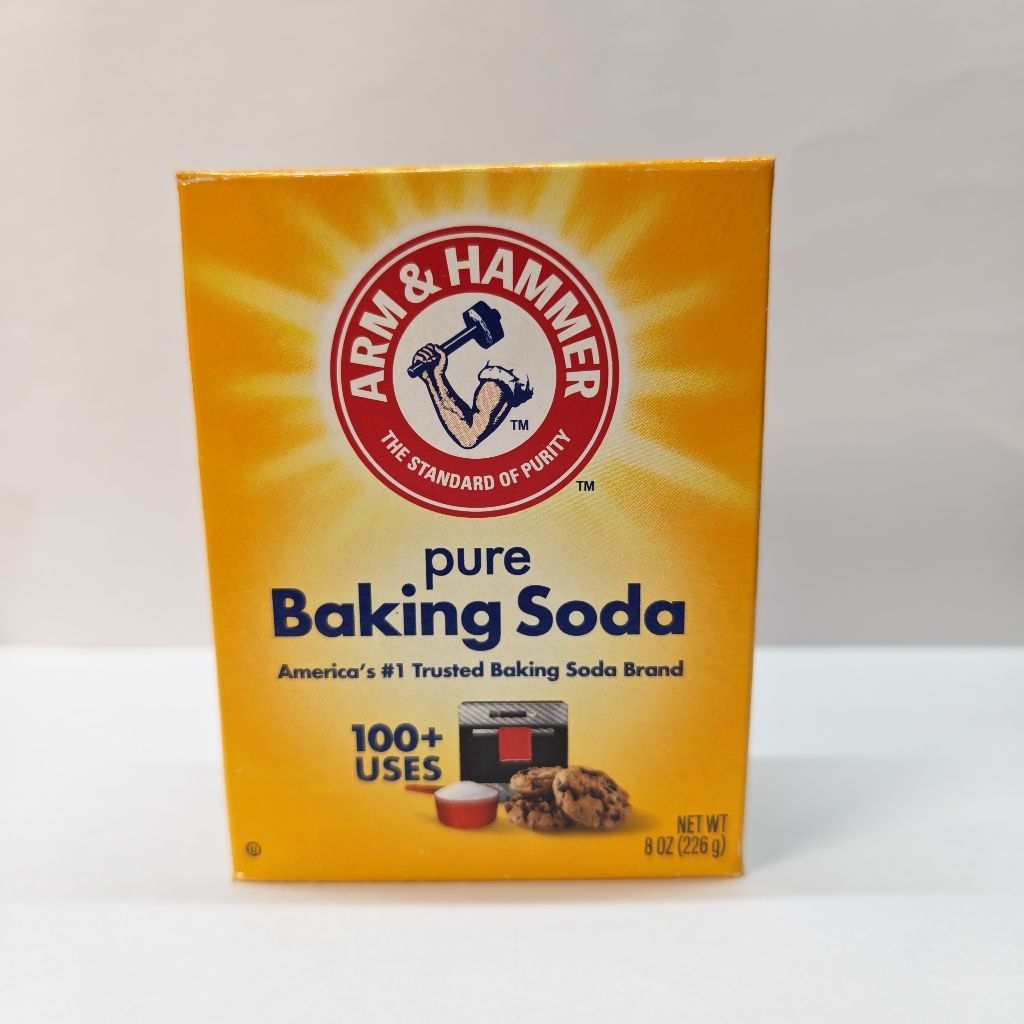 ARM & HAMMER
TM
THE STANDARD OF PURITY
TM
pure
Baking Soda
America's #1 Trusted Baking Soda Brand
100+
USES
NET WT
8 OZ (226 g)
U